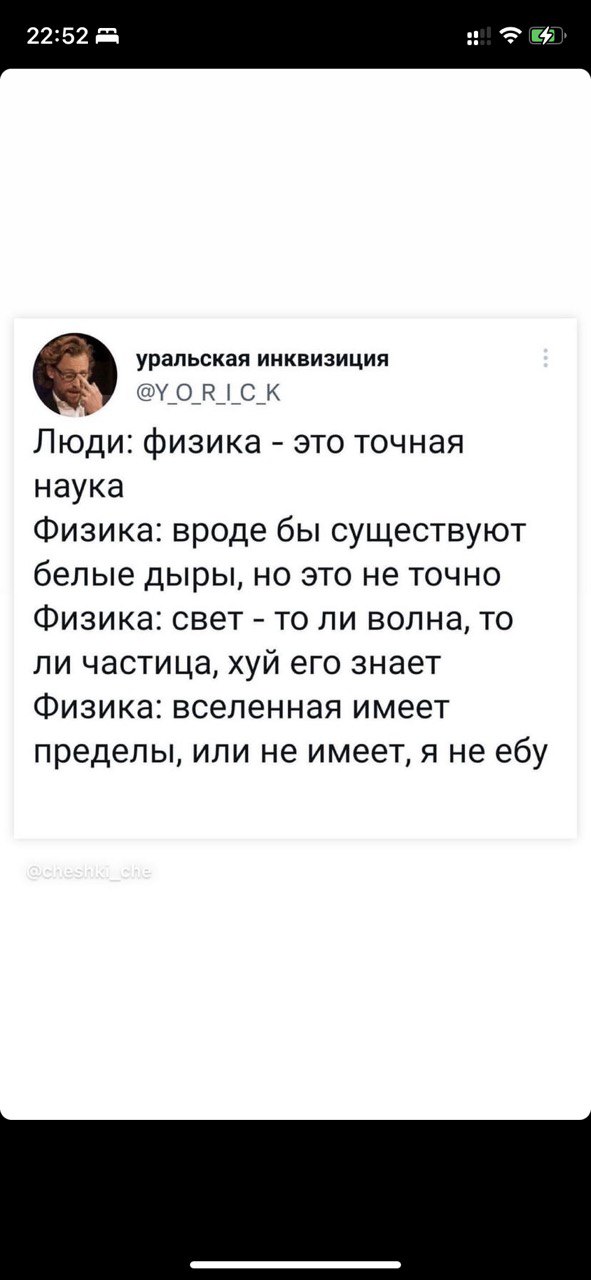 22:52
уральская инквизиция
@Y_O_R_I_C_K
Люди: физика - это точная
наука
Физика: вроде бы существуют
белые дыры, но это не точно
Физика: свет - то ли волна, то
ли частица, хуй его знает
Физика: вселенная имеет
пределы, или не имеет, я не ебу
@cheshki_che